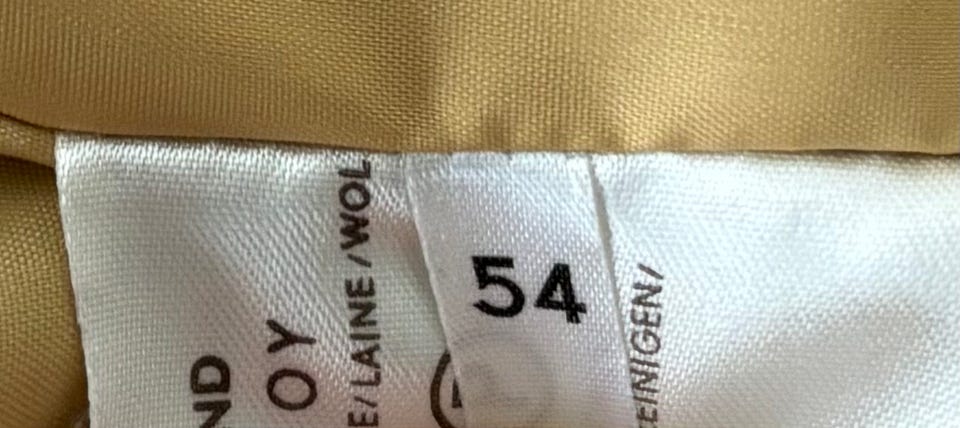 ND
OY
E/LAINE/WOL
54
EINIGEN/